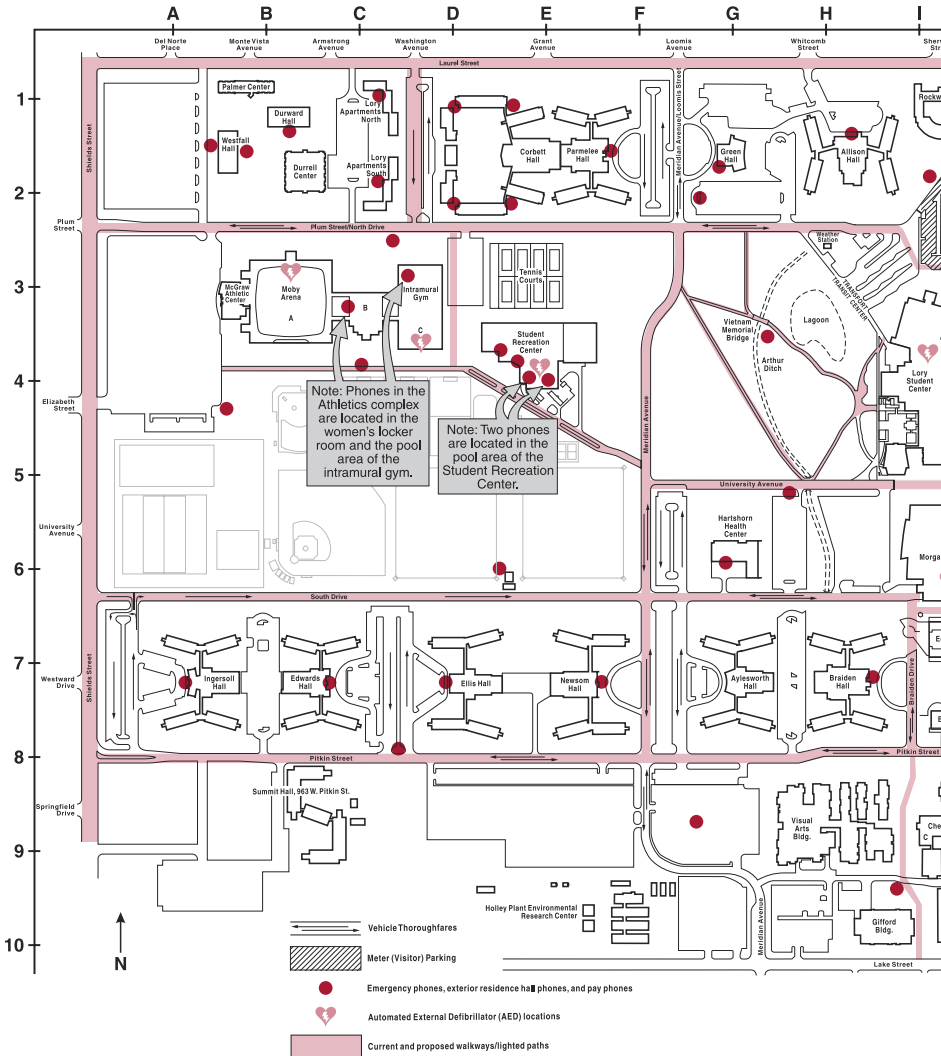 A B C D E F G H I
Del Norte
Place
Monte Vista
Avenue
Armstrong
Avenue
Washington
Avenue
Grant
Avenue
Loomis
Avenue
Whitcomb
Street
Sher
St
Laurel Street
1
2
3
4
5
6
7
8
9
10
Shields Street
Plum
Street
Elizabeth
Street
University
Avenue
Westward
Drive
Springfield
Drive
Shields Street
Palmer Center
Durward
Hall
Westfall
Hall
Durrell
Center
Lory
Apartments
North
Lory
Apartments
South
Corbett
Hall
Parmelee
Hall
Meridian Avenue/Loomis Street
Green
Hall
Allison
Hall
Rockw
Plum Street/North Drive
Weather
Station
TRANSPORT
TRANSIT CENTER
McGraw
Athletic
Center
Moby
Arena
A
B
Intramural
Gym
C
Tennis
Courts
Student
Recreation
Center
Vietnam
Memorial
Bridge
Lagoon
Arthur
Ditch
Lory
Student
Center
Note: Phones in the
Athletics complex
are located in the
women's locker
room and the pool
area of the
intramural gym.
Note: Two phones
are located in the
pool area of the
Student Recreation
Center.
Meridian Avenue
University Avenue
Hartshorn
Health
Center
Morga
South Drive
Ingersoll
Hall
Edwards
Hall
Ellis Hall
Newsom
Hall
Aylesworth
Hall
Braiden
Hall
Braiden Drive
E
B
Pitkin Street
Pitkin Street
Summit Hall, 963 W. Pitkin St.
Visual
Arts
Bldg.
Che
C
Holley Plant Environmental
Research Center
Meridian Avenue
Gifford
Bldg.
Lake Street
N
Vehicle Thoroughfares
Meter (Visitor) Parking
Emergency phones, exterior residence hall phones, and pay phones
Automated External Defibrillator (AED) locations
Current and proposed walkways/lighted paths